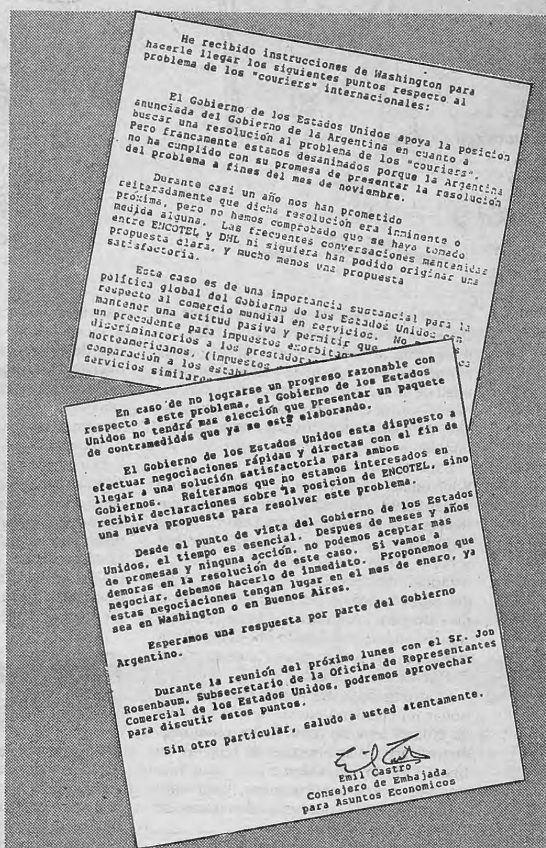 He recibido instrucciones de Washington para
hacerle llegar los siguientes puntos respecto al
problema de los "couriers" internacionales:
El Gobierno de los Estados Unidos apoya la posicion
anunciada del Gobierno de la Argentina en cuanto a
buscar una resolución al problema de los "couriers".
Pero francamente estamos desanimados porque la Argentina
no ha cumplido con su promesa de presentar la resolución
del problema a fines del mes de noviembre.
Durante casi un año nos han prometido
reiteradamente que dicha resolución era inminente o
próxima, pero no hemos comprobado que se haya tomado
medida alguna. Las frecuentes conversaciones mantenidas
entre ENCOTEL y DHL ni siquiera han podido originar una
propuesta clara, y mucho menos una propuesta
satisfactoria.
Este caso es de una importancia sustancial para la
política global del Gobierno de los Estados Unidos con
respecto al comercio mundial en servicios. No
mantener una actitud pasiva y permitir que
un precedente para impuestos
discriminatorios a los
norteamericanos, (impuestos
comparación a los
servicios
En caso de no lograrse un progreso razonable con
respecto a este problema, el Gobierno de los Estados
Unidos no tendrá mas elección que presentar un paquete
de contramedidas que ya se esté elaborando.
El Gobierno de los Estados Unidos esta dispuesto a
efectuar negociaciones rápidas y directas con el fin de
llegar a una solución satisfactoria para ambos
Gobiernos. Reiteramos que no estamos interesados en
recibir declaraciones sobre la posicion de ENCOTEL, sino
una nueva propuesta para resolver este problema.
Desde el punto de vista del Gobierno de los Estados
Unidos, el tiempo es esencial. Despues de meses y años
de promesas y ninguna acción, no podemos aceptar mas
demoras en la resolución de este caso. Si vamos a
negociar, debemos hacerlo de inmediato. Proponemos que
estas negociaciones tengan lugar en el mes de enero, ya
sea en Washington o en Buenos Aires.
Esperamos una respuesta por parte del Gobierno
Argentino.
Durante la reunión del próximo lunes con el Sr. Jon
Rosenbaum, Subsecretario de la Oficina de Representantes
Comercial de los Estados Unidos, podremos aprovechar
para discutir estos puntos.
Sin otro particular, saludo a usted atentamente.
Emil Castro
Consejero de Embajada
para Asuntos Economicos